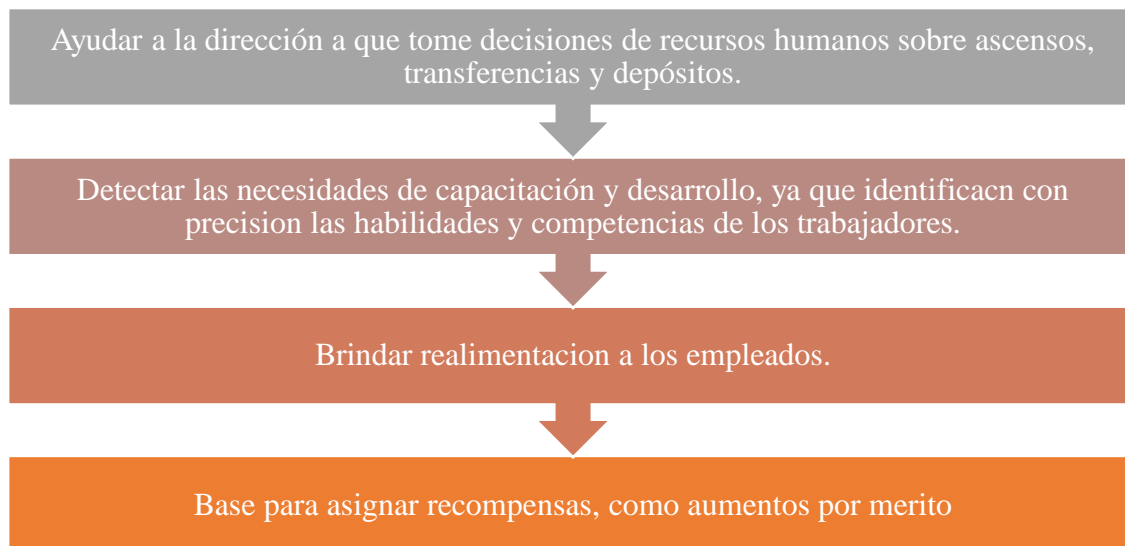 Ayudar a la dirección a que tome decisiones de recursos humanos sobre ascensos,
transferencias y depósitos.
Detectar las necesidades de capacitación y desarrollo, ya que identificacn con
precision las habilidades y competencias de los trabajadores.
Brindar realimentacion a los empleados.
Base para asignar recompensas, como aumentos por merito